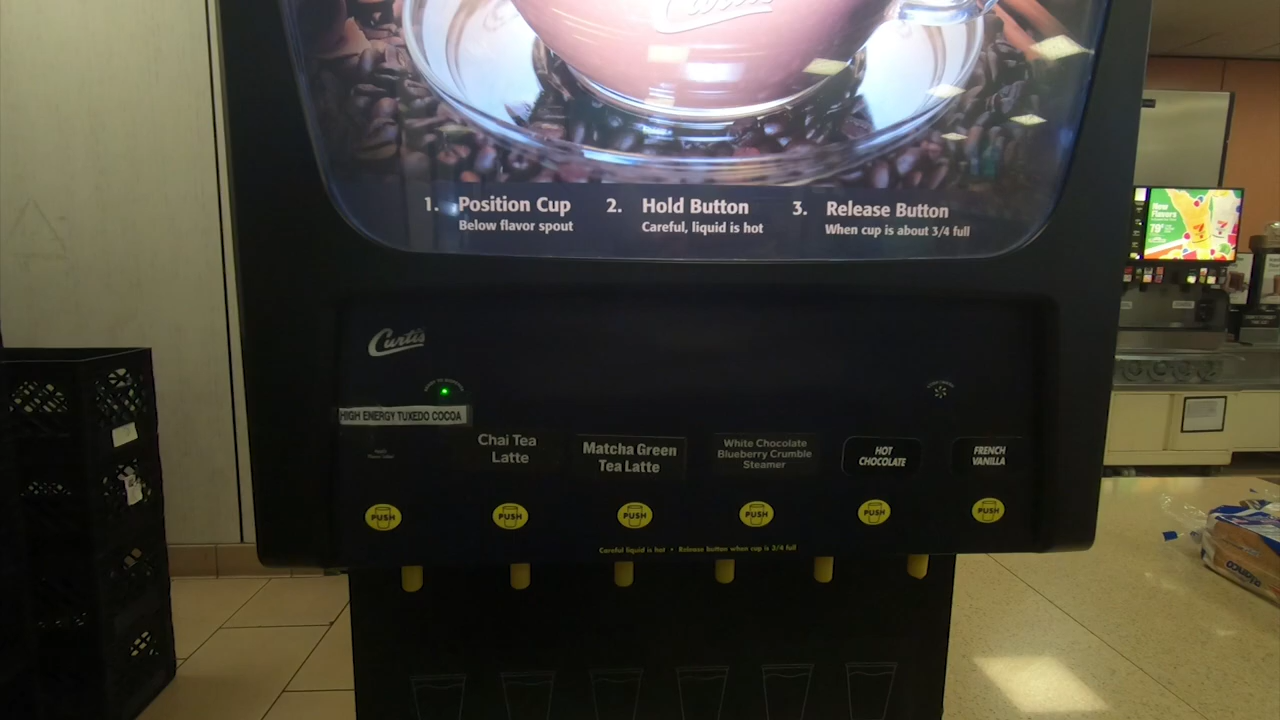 Curtis
1. Position Cup
Below flavor spout
2. Hold Button
Careful, liquid is hot
3. Release Button
When cup is about 3/4 full
Curtis
HIGH ENERGY TUXEDO COCOA
Chai Tea
Latte
Matcha Green
Tea Latte
White Chocolate
Blueberry Crumble
Steamer
HOT
CHOCOLATE
FRENCH
VANILLA
PUSH
PUSH
PUSH
PUSH
PUSH
PUSH
Careful liquid is hot • Release button when cup is 3/4 full
New
Flavors
79¢